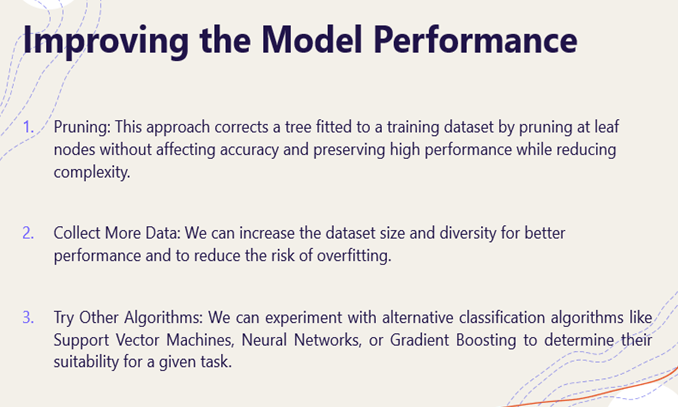 Improving the Model Performance
1. Pruning: This approach corrects a tree fitted to a training dataset by pruning at leaf
nodes without affecting accuracy and preserving high performance while reducing
complexity.
2. Collect More Data: We can increase the dataset size and diversity for better
performance and to reduce the risk of overfitting.
3. Try Other Algorithms: We can experiment with alternative classification algorithms like
Support Vector Machines, Neural Networks, or Gradient Boosting to determine their
suitability for a given task.